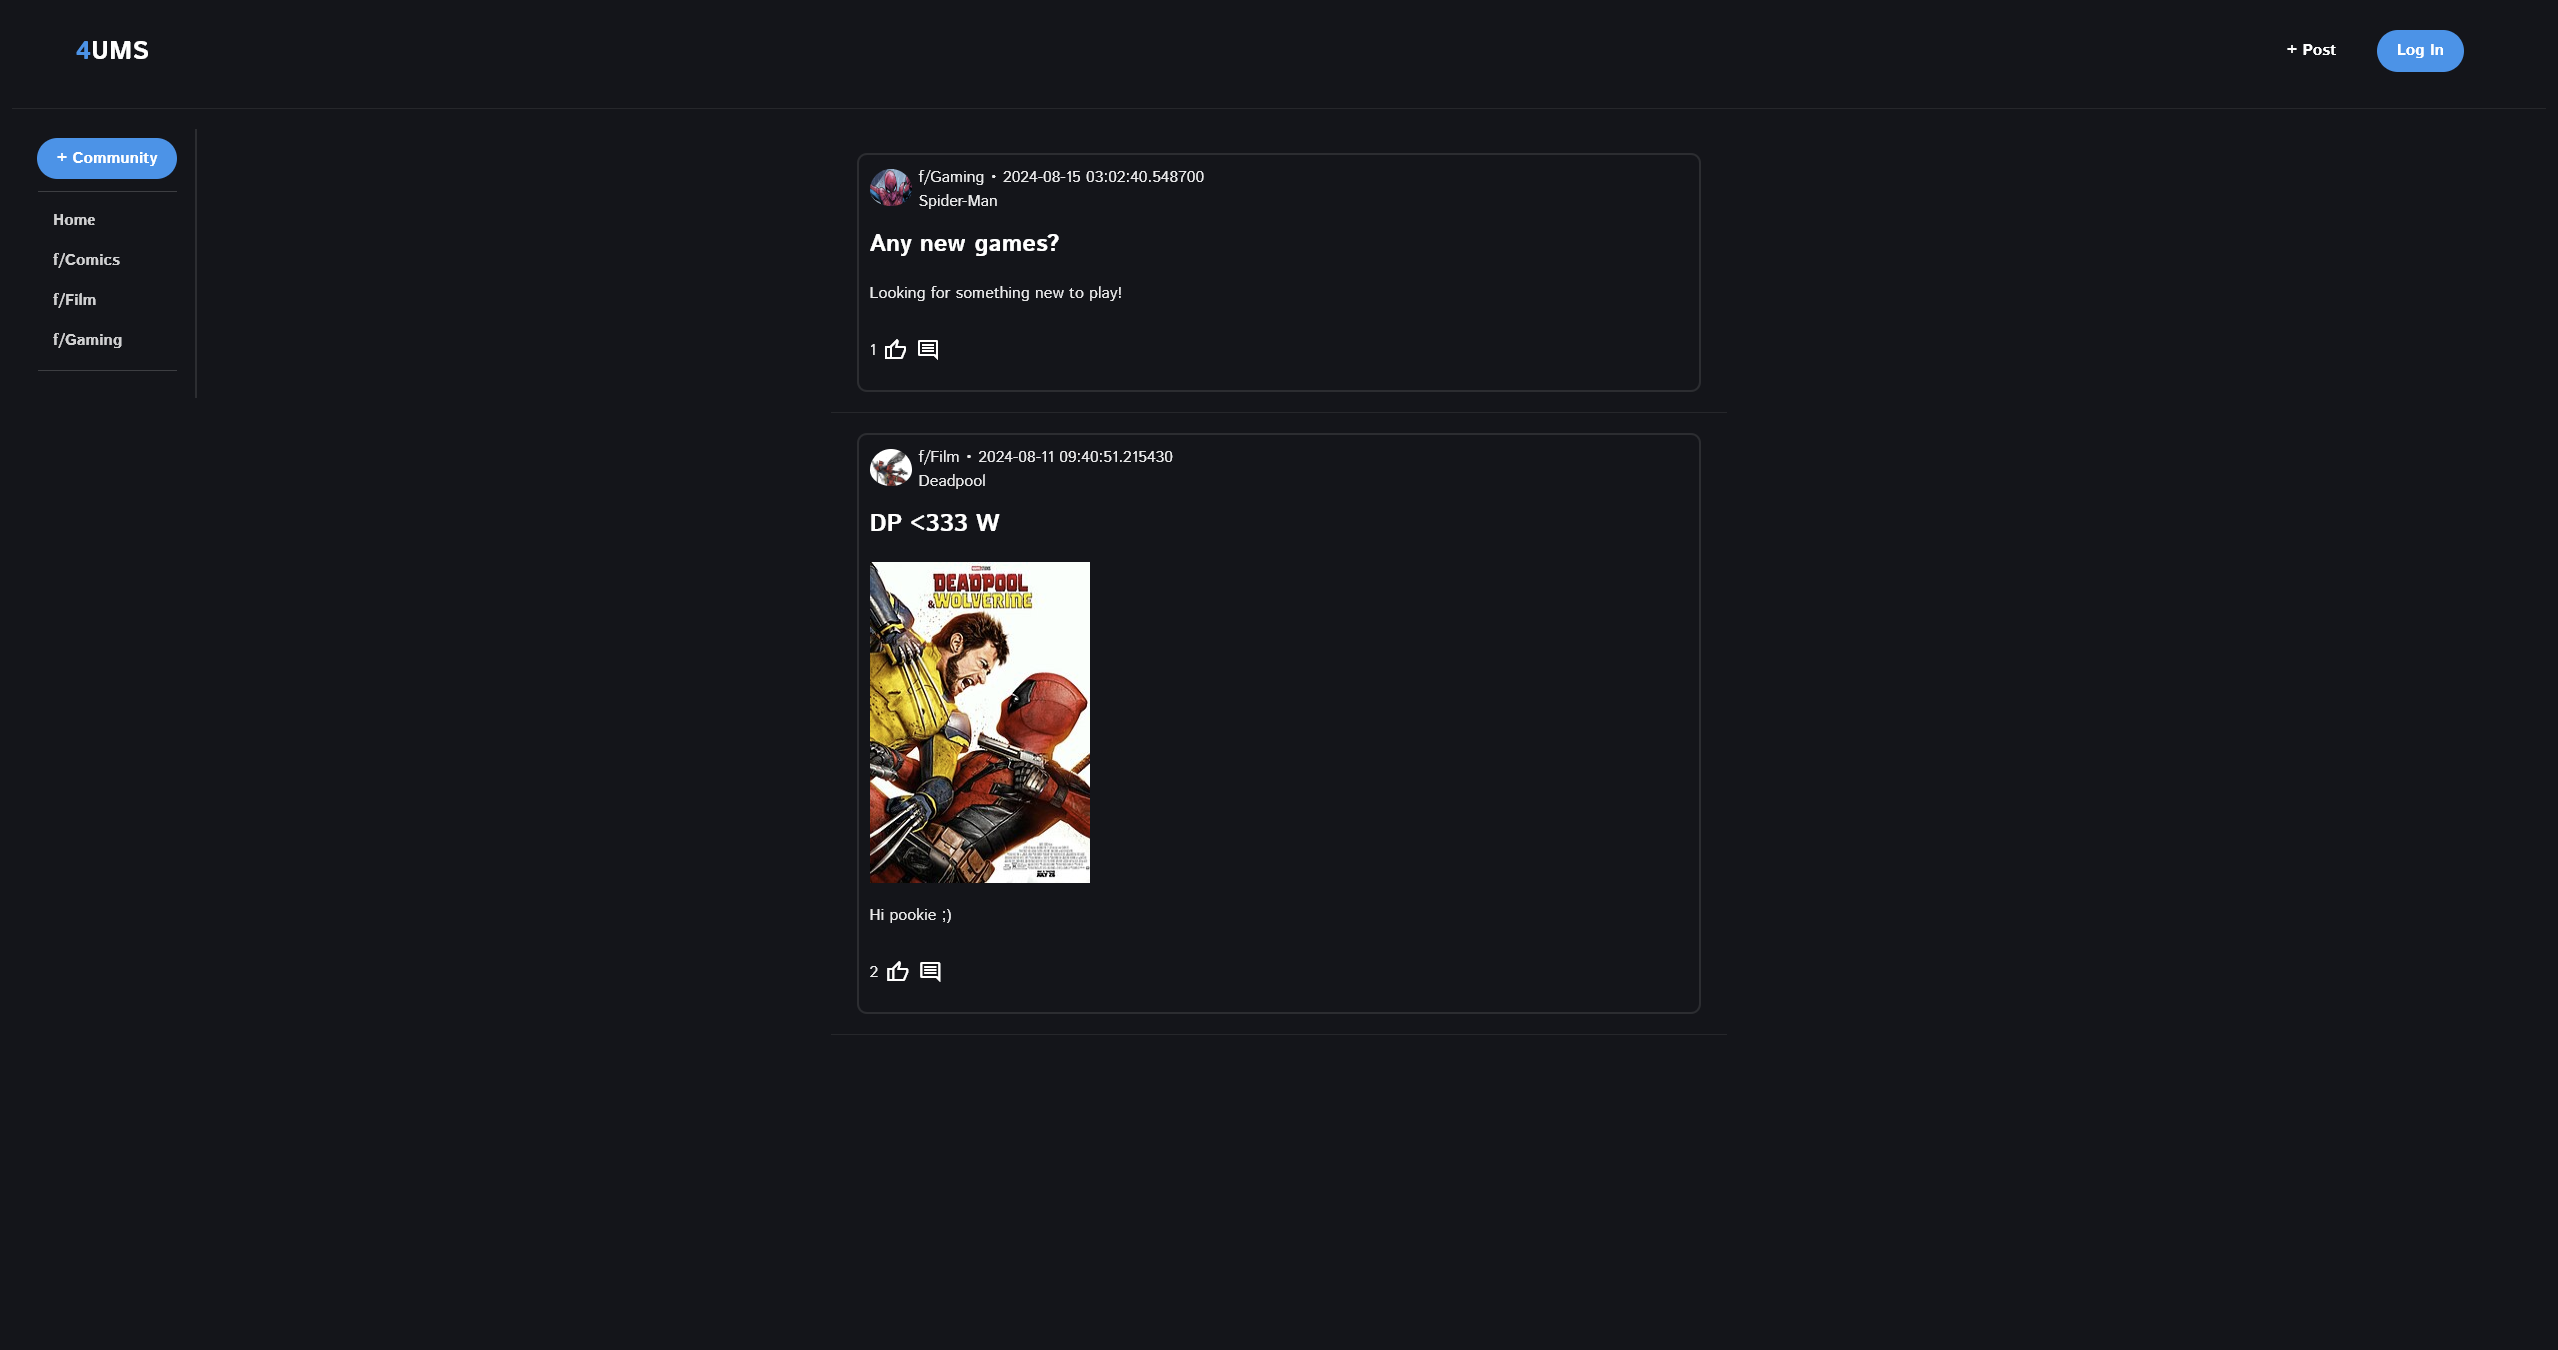 4UMS
+ Post
Log In
+ Community
Home
f/Comics
f/Film
f/Gaming
f/Gaming • 2024-08-15 03:02:40.548700
Spider-Man
Any new games?
Looking for something new to play!
1
f/Film • 2024-08-11 09:40:51.215430
Deadpool
DP <333 W
DEADPOOL
&WOLVERINE
JULY 26
Hi pookie ;)
2